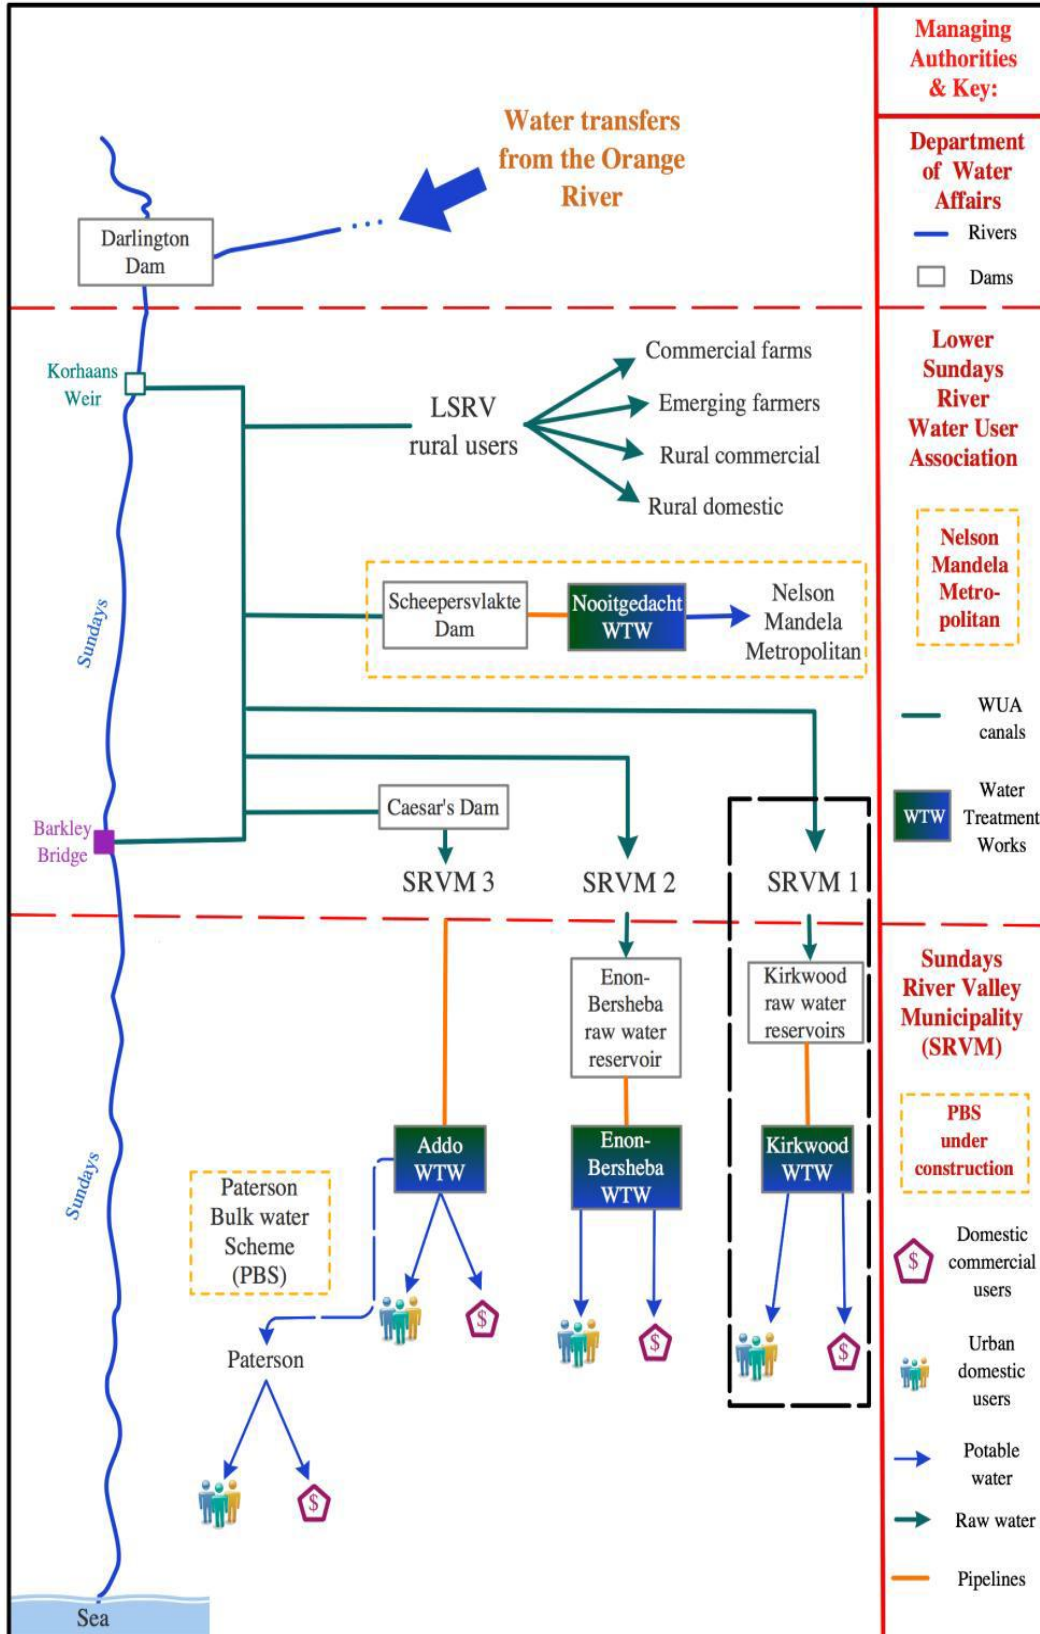 Managing
Authorities
& Key:
Water transfers
from the Orange
River
Department
of Water
Affairs
Rivers
Dams
Darlington
Dam
Korhaans
Weir
LSRV
rural users
Commercial farms
Emerging farmers
Rural commercial
Rural domestic
Lower
Sundays
River
Water User
Association
Nelson
Mandela
Metro-
politan
Scheepersvlakte
Dam
Nooitgedacht
WTW
Nelson
Mandela
Metropolitan
Sundays
WUA
canals
WTW
Water
Treatment
Works
Caesar's Dam
Barkley
Bridge
SRVM 3
SRVM 2
SRVM 1
Sundays
River Valley
Municipality
(SRVM)
Enon-
Bersheba
raw water
reservoir
Kirkwood
raw water
reservoirs
PBS
under
construction
Addo
WTW
Enon-
Bersheba
WTW
Kirkwood
WTW
Sundays
Paterson
Bulk water
Scheme
(PBS)
$
$
$
$
Domestic
commercial
users
Paterson
Urban
domestic
users
Potable
water
$
Raw water
Pipelines
Sea